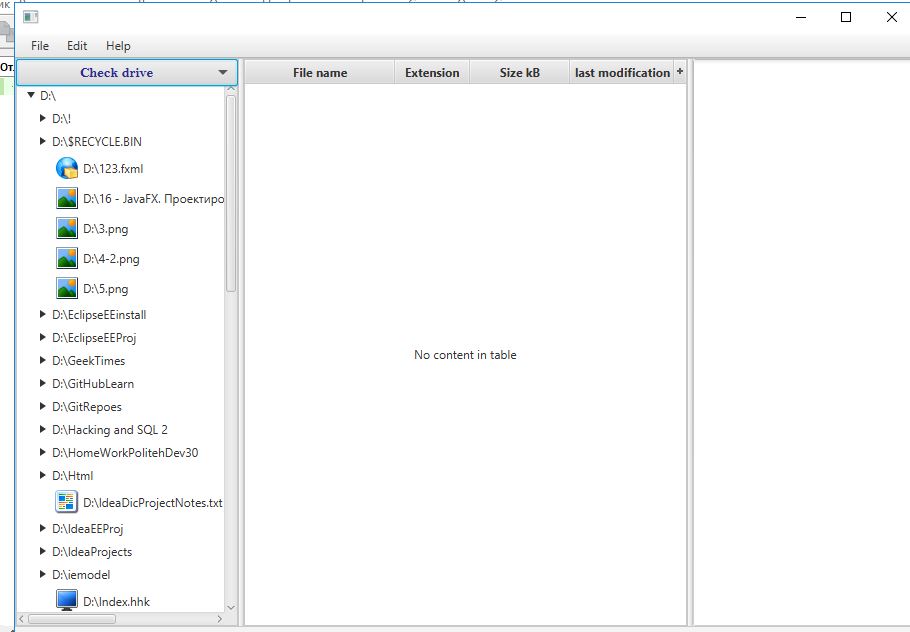 File Edit Help
Check drive
File name Extension Size kB last modification +
D:\
D:\!
D:\$RECYCLE.BIN
D:\123.fxml
D:\16 - JavaFX. Проектиро
D:\3.png
D:\4-2.png
D:\5.png
D:\EclipseEEinstall
D:\EclipseEEProj
D:\GeekTimes
D:\GitHubLearn
D:\GitRepoes
D:\Hacking and SQL 2
D:\HomeWorkPolitehDev30
D:\Html
D:\IdeaDicProjectNotes.txt
D:\IdeaEEProj
D:\IdeaProjects
D:\iemodel
D:\Index.hhk
No content in table